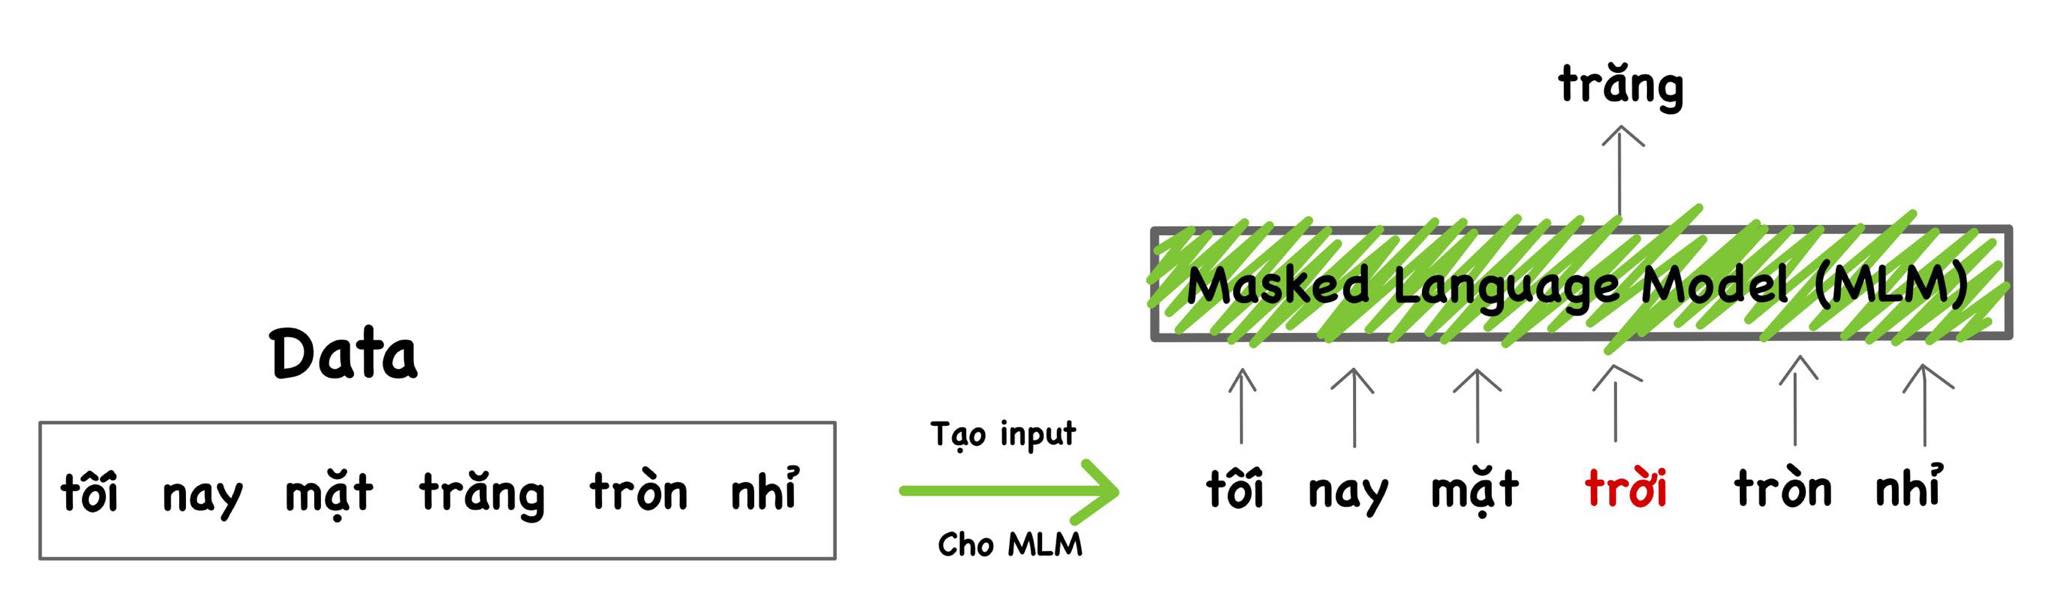 trăng
Masked Language Model (MLM)
Data
Tạo input
Cho MLM
tối nay mặt trăng tròn nhỉ
tối nay mặt trời tròn nhỉ